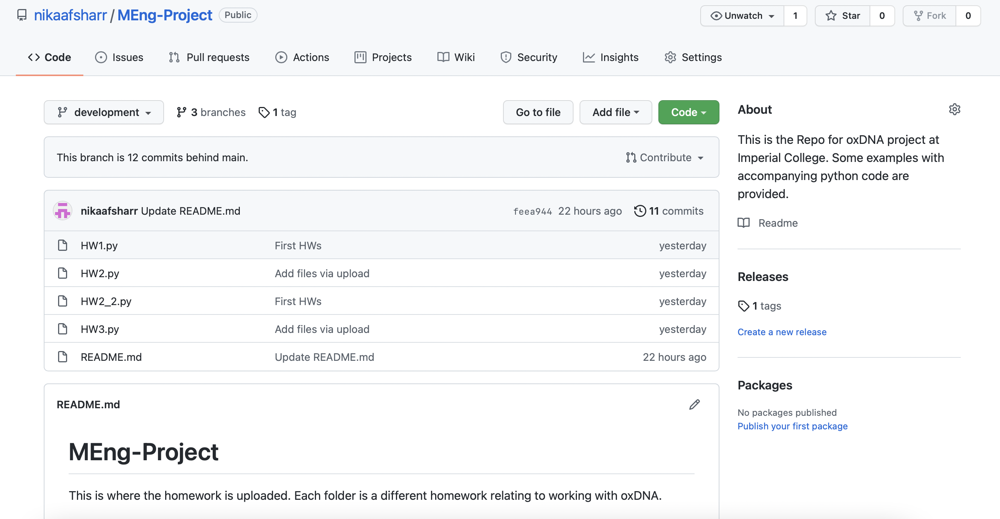 nikaafsharr / MEng-Project Public
Unwatch 1 Star 0 Fork 0
Code Issues Pull requests Actions Projects Wiki Security Insights Settings
development 3 branches 1 tag Go to file Add file Code
This branch is 12 commits behind main. Contribute
nikaafsharr Update README.md feea944 22 hours ago 11 commits
HW1.py First HWs yesterday
HW2.py Add files via upload yesterday
HW2_2.py First HWs yesterday
HW3.py Add files via upload yesterday
README.md Update README.md 22 hours ago
README.md
MEng-Project
This is where the homework is uploaded. Each folder is a different homework relating to working with oxDNA.
About
This is the Repo for oxDNA project at
Imperial College. Some examples with
accompanying python code are
provided.
Readme
Releases
1 tags
Create a new release
Packages
No packages published
Publish your first package